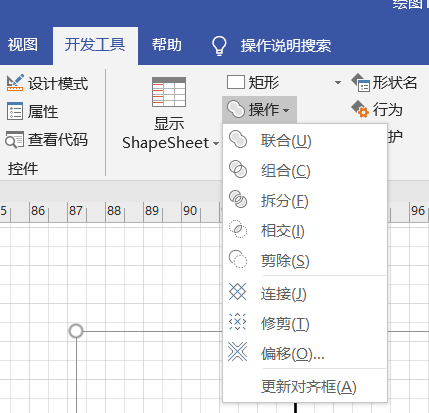 绘图
视图 开发工具 帮助 操作说明搜索
设计模式
属性
查看代码
控件
显示
ShapeSheet
矩形
操作
形状名
行为
护
联合(U)
组合(C)
拆分(F)
相交(I)
剪除(S)
连接(J)
修剪(T)
偏移(O)...
更新对齐框(A)
85 86 87 88 89 90 96